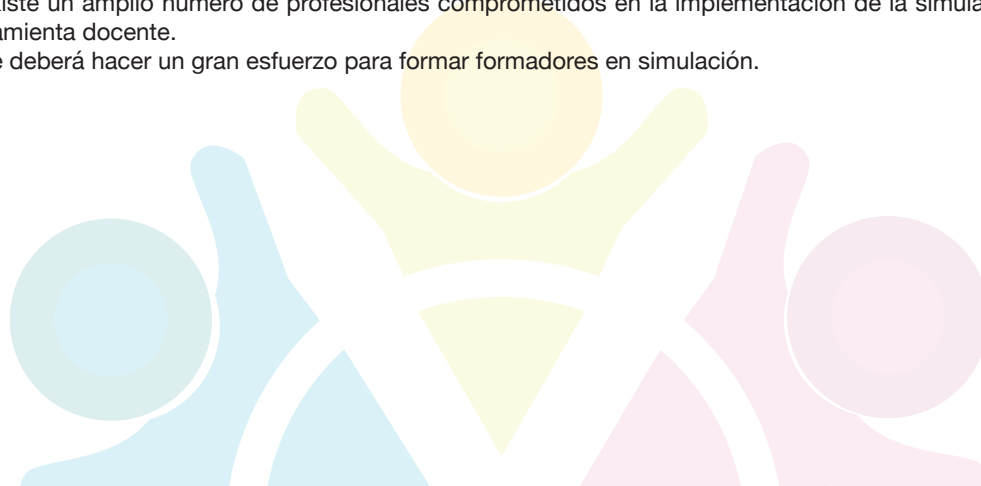 iste un amplio número de profesionales comprometidos en la implementación de la simula
amienta docente.
e deberá hacer un gran esfuerzo para formar formadores en simulación.